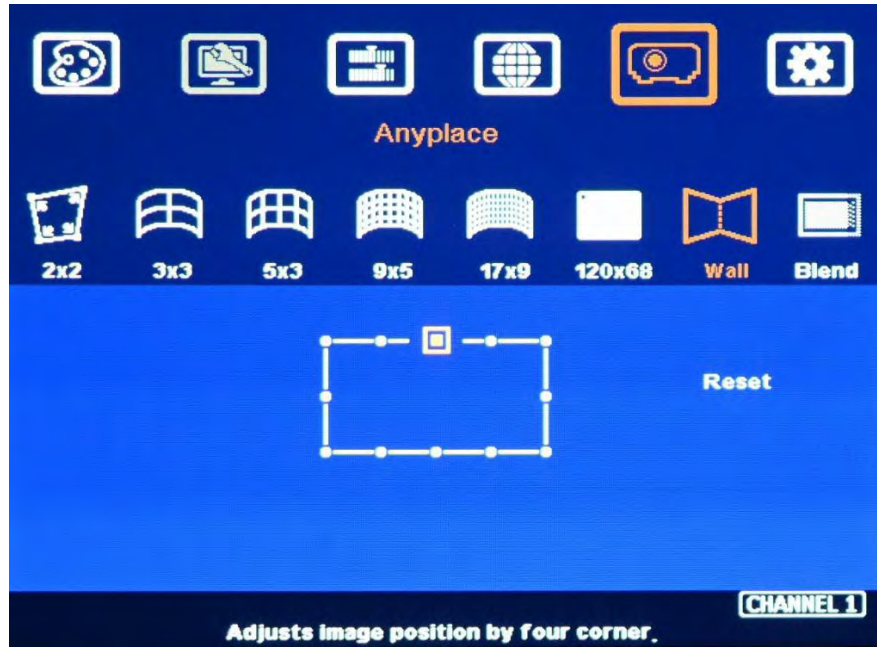 Anyplace
2x2 3x3 5x3 9x5 17x9 120x68 Wall Blend
Reset
CHANNEL 1
Adjusts image position by four corner.